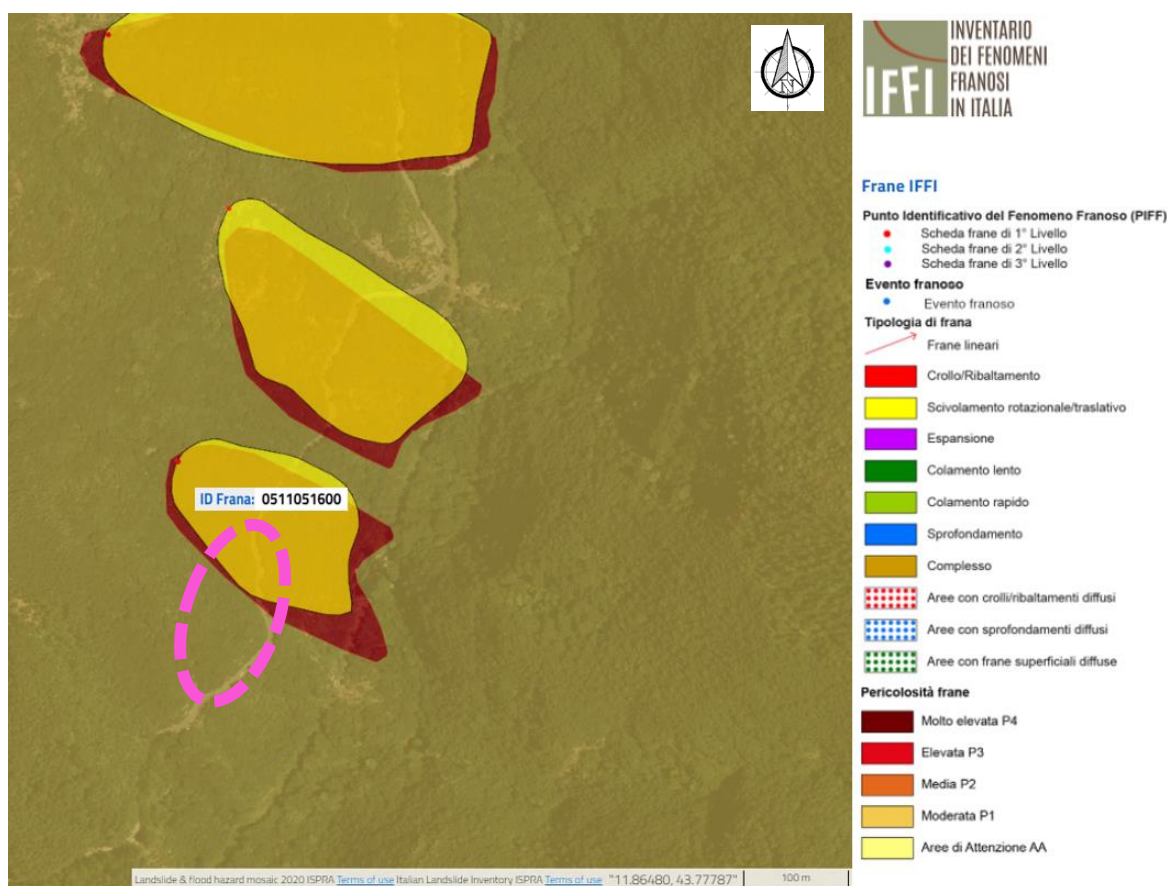 N
ID Frana: 0511051600
Landslide & flood hazard mosaic 2020 ISPRA Terms of use Italian Landslide Inventory ISPRA Terms of use "11.86480, 43.77787" 100 m
IFFI
INVENTARIO
DEI FENOMENI
FRANOSI
IN ITALIA
Frane IFFI
Punto Identificativo del Fenomeno Franoso (PIFF)
Scheda frane di 1° Livello
Scheda frane di 2° Livello
Scheda frane di 3° Livello
Evento franoso
Evento franoso
Tipologia di frana
Frane lineari
Crollo/Ribaltamento
Scivolamento rotazionale/traslativo
Espansione
Colamento lento
Colamento rapido
Sprofondamento
Complesso
Aree con crolli/ribaltamenti diffusi
Aree con sprofondamenti diffusi
Aree con frane superficiali diffuse
Pericolosità frane
Molto elevata P4
Elevata P3
Media P2
Moderata P1
Aree di Attenzione AA